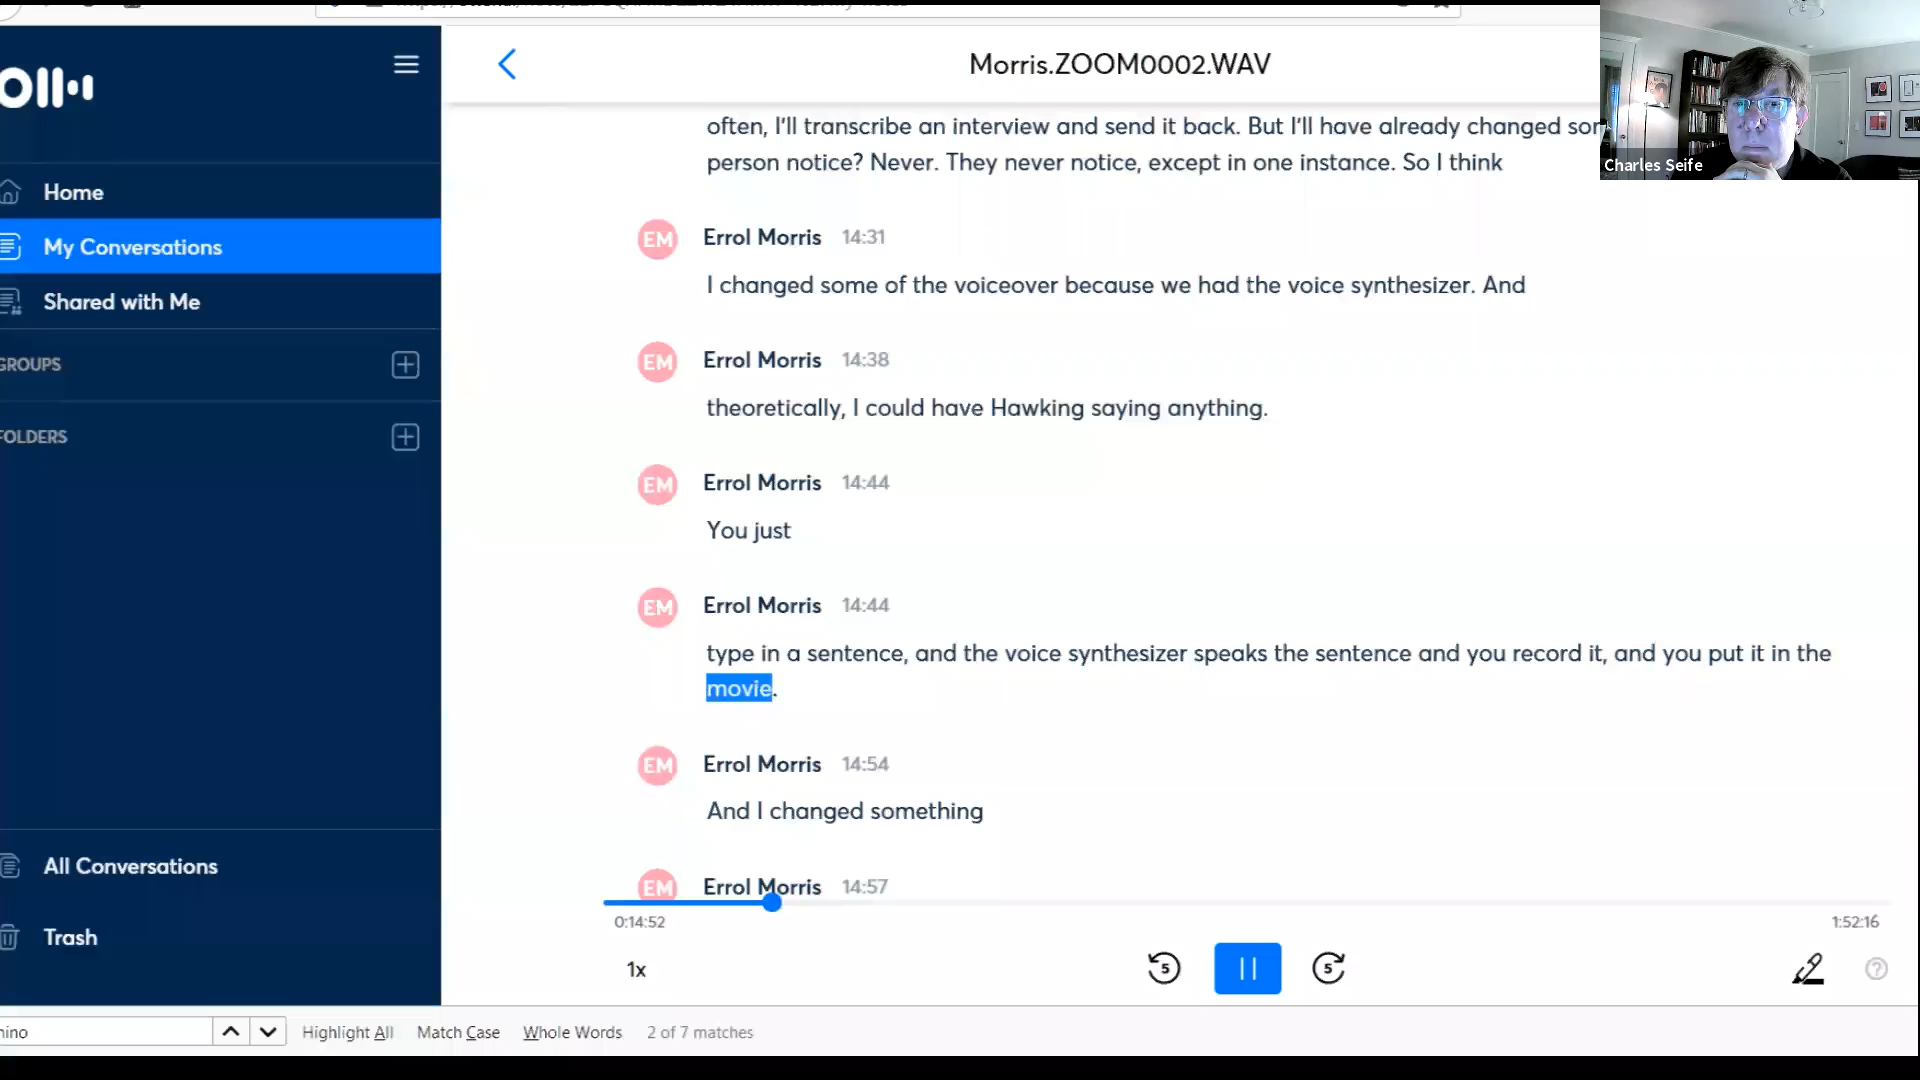 Morris.ZOOM0002.WAV
Charles Seife
Home
My Conversations
Shared with Me
GROUPS
FOLDERS
All Conversations
Trash
often, I'll transcribe an interview and send it back. But I'll have already changed
person notice? Never. They never notice, except in one instance. So I think
EM Errol Morris 14:31
I changed some of the voiceover because we had the voice synthesizer. And
EM Errol Morris 14:38
theoretically, I could have Hawking saying anything.
EM Errol Morris 14:44
You just
EM Errol Morris 14:44
type in a sentence, and the voice synthesizer speaks the sentence and you record it, and you put it in the
movie.
EM Errol Morris 14:54
And I changed something
EM Errol Morris 14:57
0:14:52 1:52:16
1x 5 5 ?
Highlight All Match Case Whole Words 2 of 7 matches